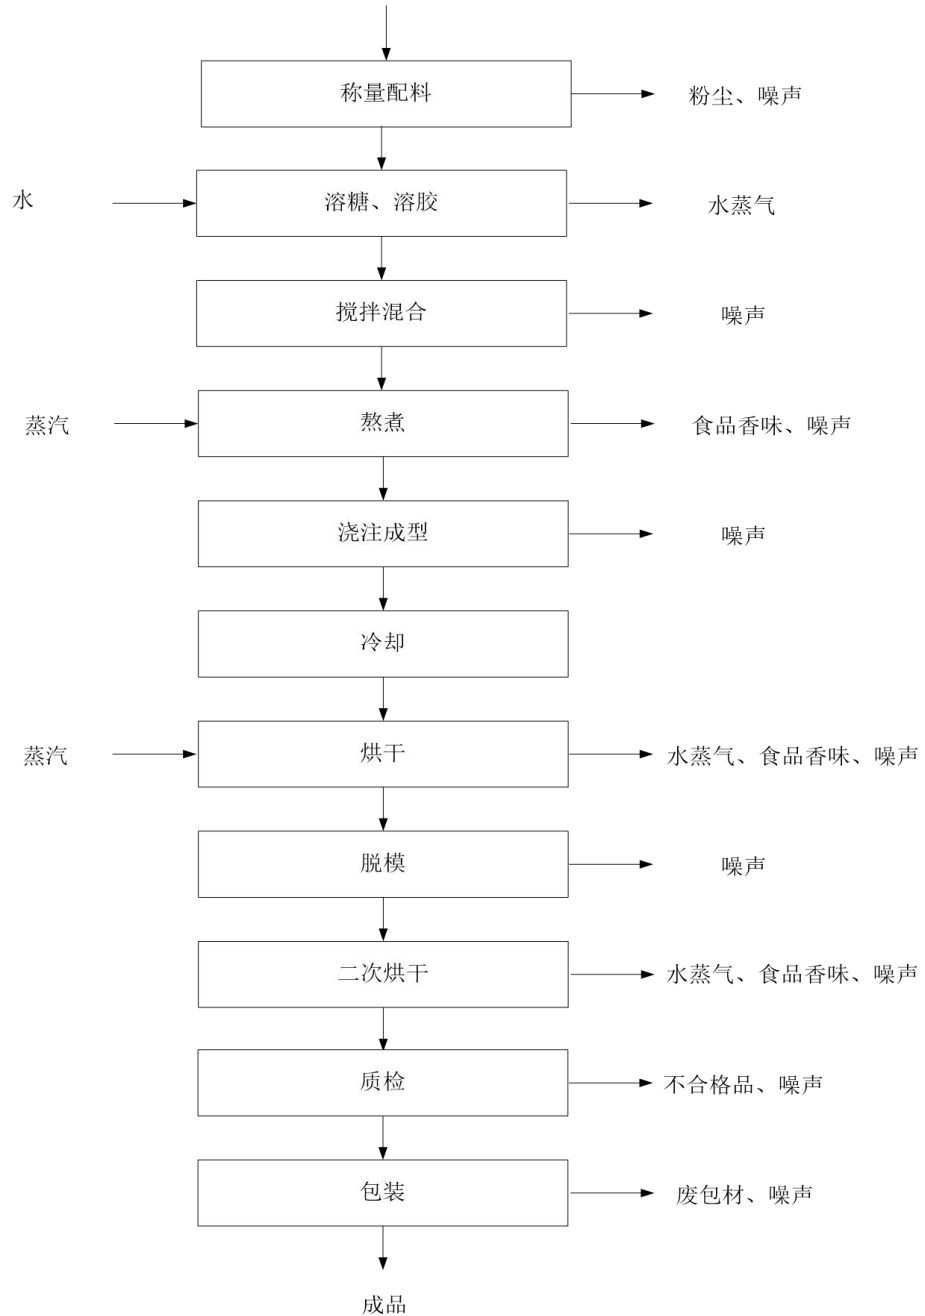 称量配料
粉尘、噪声
水
溶糖、溶胶
水蒸气
搅拌混合
噪声
蒸汽
熬煮
食品香味、噪声
浇注成型
噪声
冷却
蒸汽
烘干
水蒸气、食品香味、噪声
脱模
噪声
二次烘干
水蒸气、食品香味、噪声
质检
不合格品、噪声
包装
废包材、噪声
成品